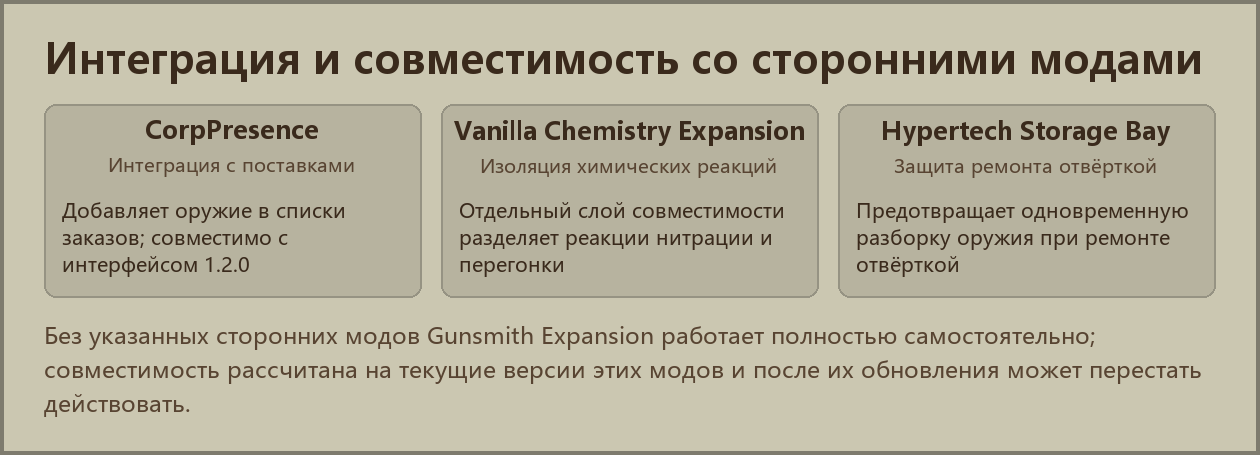 Интеграция и совместимость со сторонними модами
CorpPresence
Интеграция с поставками
Добавляет оружие в списки
заказов; совместимо с
интерфейсом 1.2.0
Vanilla Chemistry Expansion
Изоляция химических реакций
Отдельный слой совместимости
разделяет реакции нитрации и
перегонки
Hypertech Storage Bay
Защита ремонта отвёрткой
Предотвращает одновременную
разборку оружия при ремонте
отвёрткой
Без указанных сторонних модов Gunsmith Expansion работает полностью самостоятельно;
совместимость рассчитана на текущие версии этих модов и после их обновления может перестать
действовать.